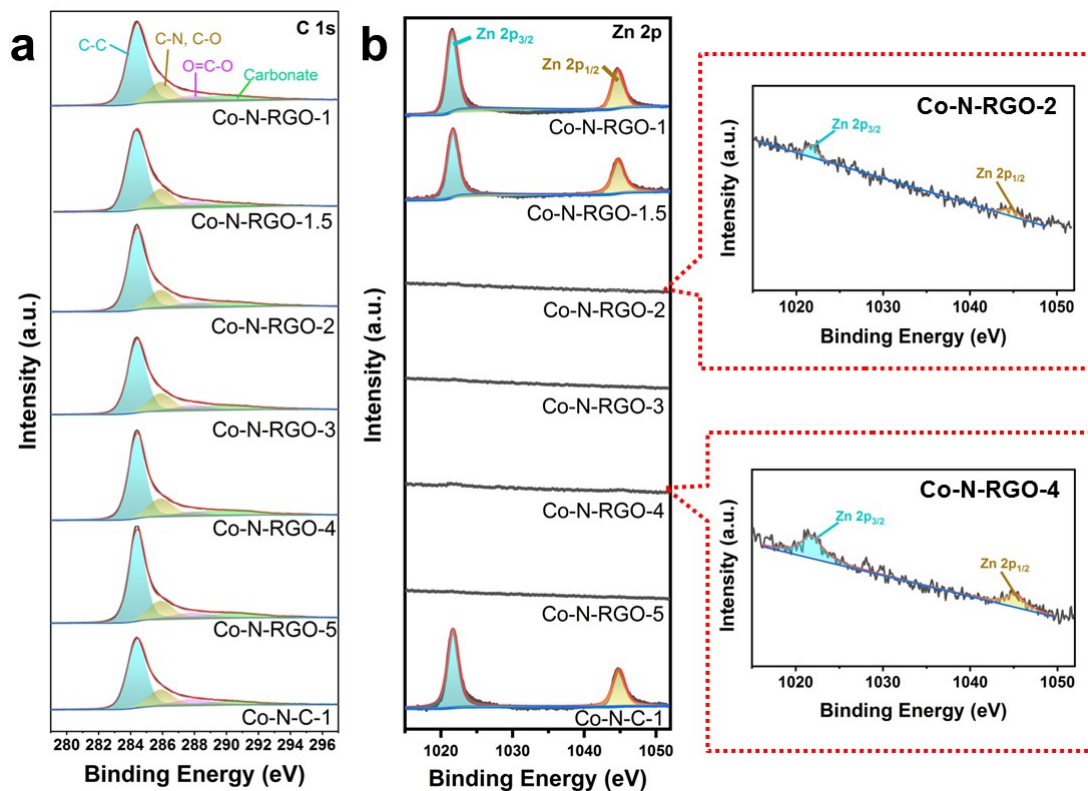 a
C 1s
C-C
C-N, C-O
O=C-O
Carbonate
Co-N-RGO-1
Co-N-RGO-1.5
Co-N-RGO-2
Co-N-RGO-3
Co-N-RGO-4
Co-N-RGO-5
Co-N-C-1
Intensity (a.u.)
280 282 284 286 287 289 290 292 294 296
Binding Energy (eV)
b
Zn 2p
Zn 2p3/2
Zn 2p1/2
Co-N-RGO-1
Co-N-RGO-1.5
Co-N-RGO-2
Co-N-RGO-3
Co-N-RGO-4
Co-N-RGO-5
Co-N-C-1
Intensity (a.u.)
1020 1030 1040 1050
Binding Energy (eV)
Co-N-RGO-2
Zn 2p3/2
Zn 2p1/2
Intensity (a.u.)
1020 1030 1040 1050
Binding Energy (eV)
Co-N-RGO-4
Zn 2p3/2
Zn 2p1/2
Intensity (a.u.)
1020 1030 1040 1050
Binding Energy (eV)